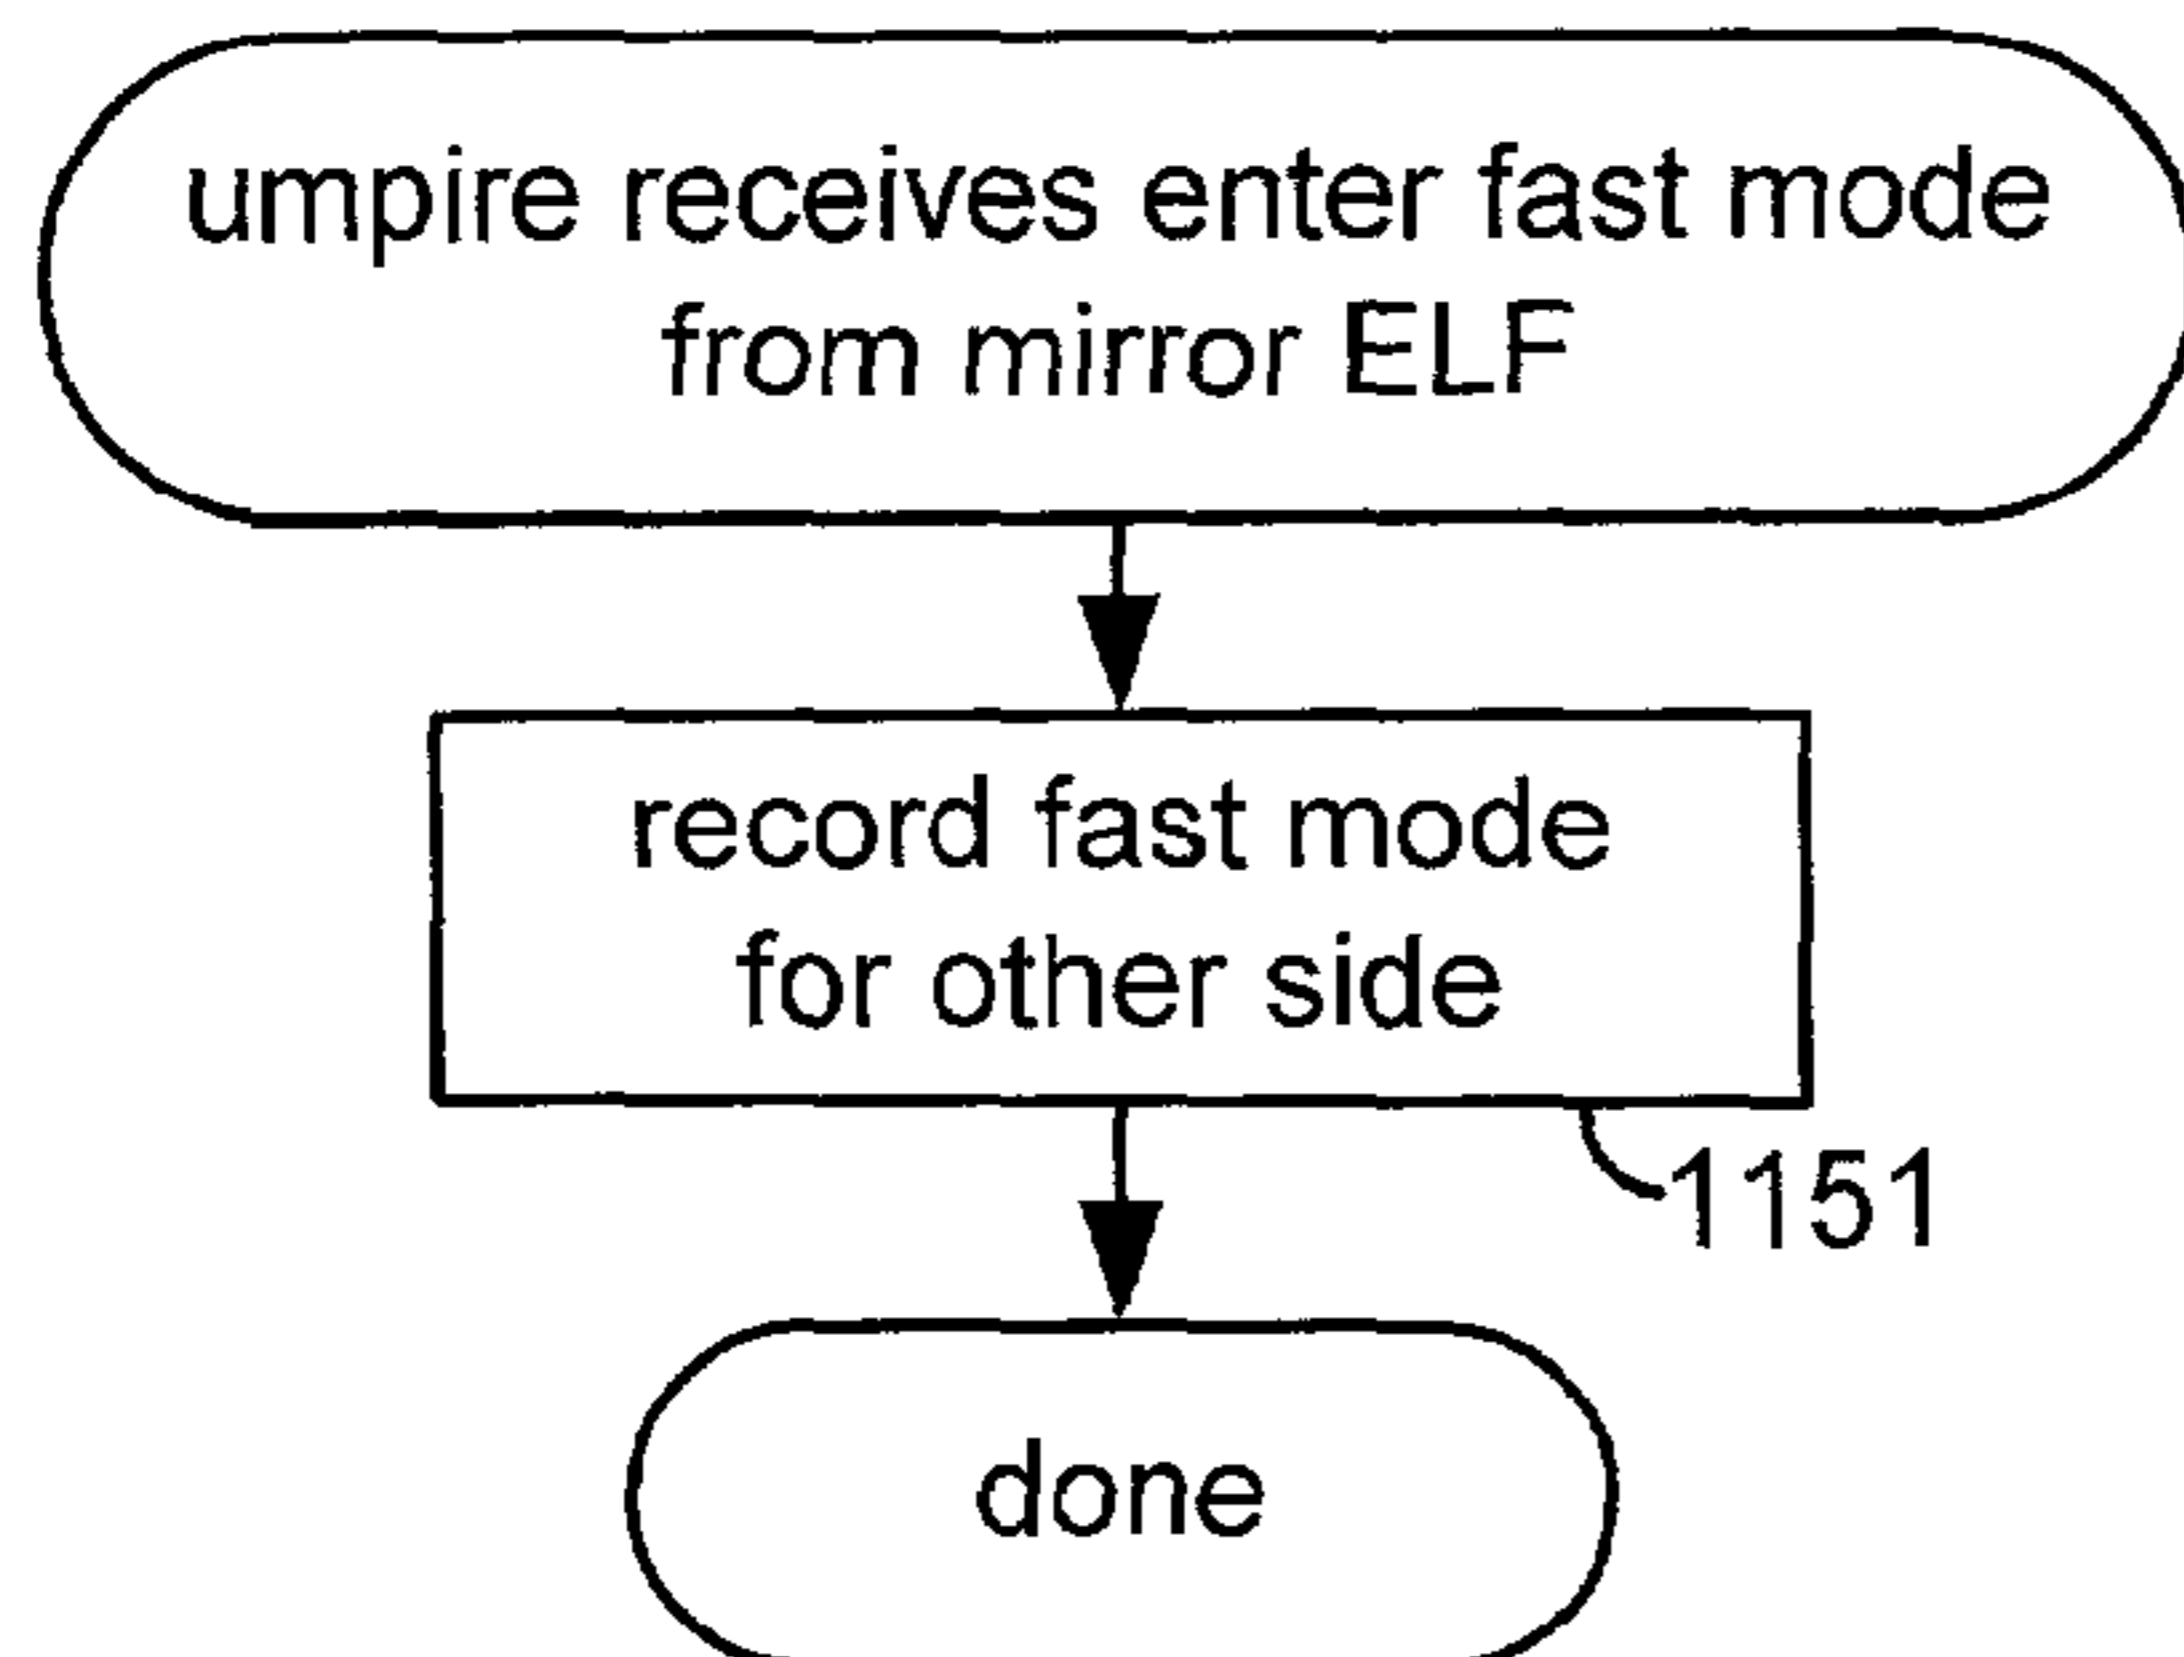 umpire receives enter fast mode
from mirror ELF
record fast mode
for other side
1151
done